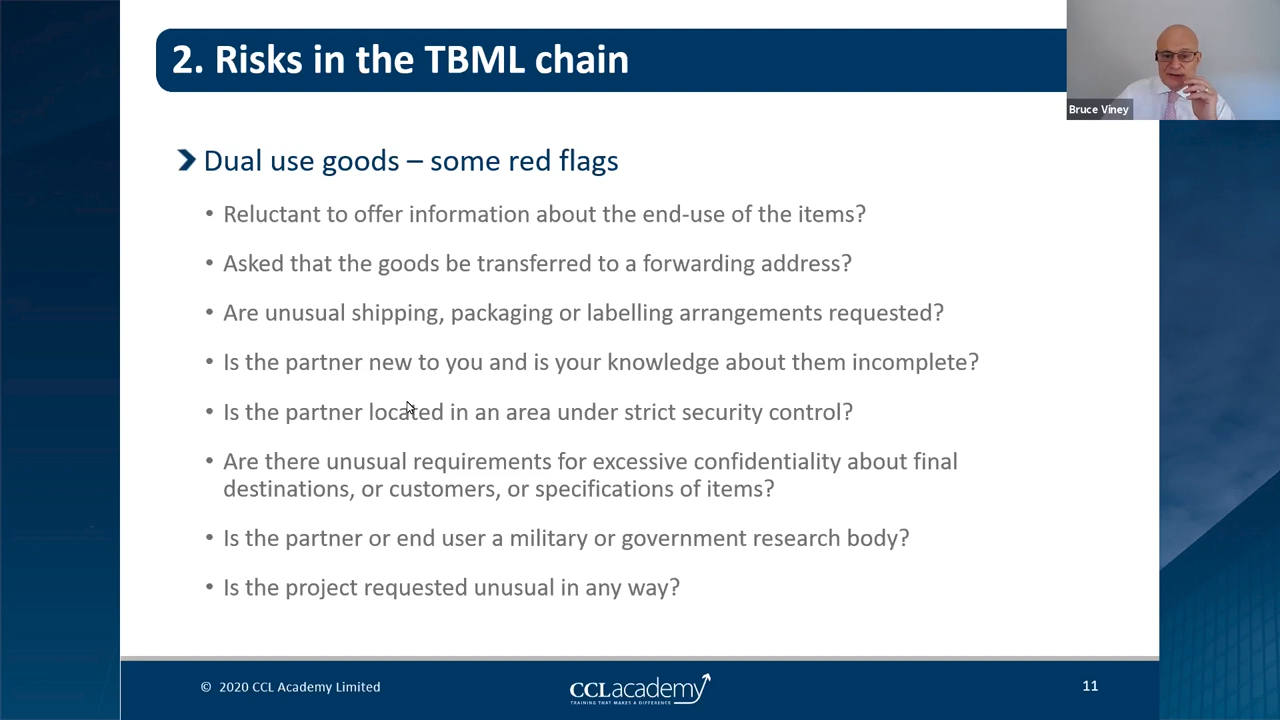 2. Risks in the TBML chain
Bruce Viney
Dual use goods – some red flags
• Reluctant to offer information about the end-use of the items?
• Asked that the goods be transferred to a forwarding address?
• Are unusual shipping, packaging or labelling arrangements requested?
• Is the partner new to you and is your knowledge about them incomplete?
• Is the partner located in an area under strict security control?
• Are there unusual requirements for excessive confidentiality about final
destinations, or customers, or specifications of items?
• Is the partner or end user a military or government research body?
• Is the project requested unusual in any way?
© 2020 CCL Academy Limited
CCLacademy
TRAINING THAT MAKES A DIFFERENCE
11